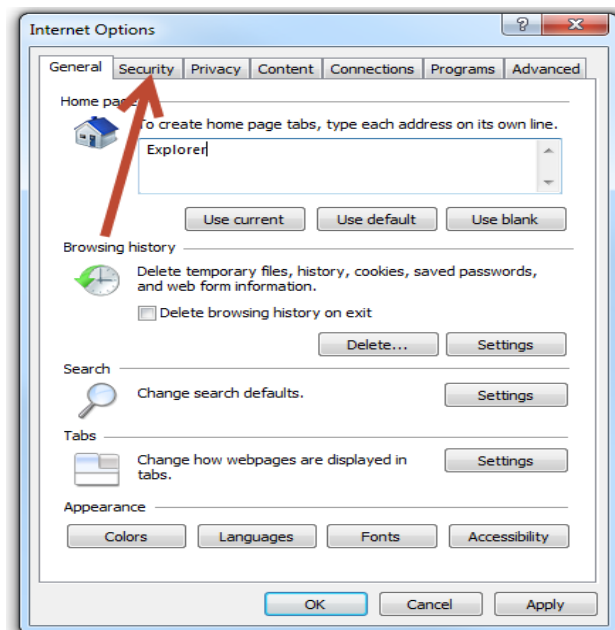 Internet Options
?
General Security Privacy Content Connections Programs Advanced
Home page
To create home page tabs, type each address on its own line.
Explorer
Use current Use default Use blank
Browsing history
Delete temporary files, history, cookies, saved passwords,
and web form information.
Delete browsing history on exit
Delete... Settings
Search
Change search defaults.
Settings
Tabs
Change how webpages are displayed in
tabs.
Settings
Appearance
Colors Languages Fonts Accessibility
OK Cancel Apply